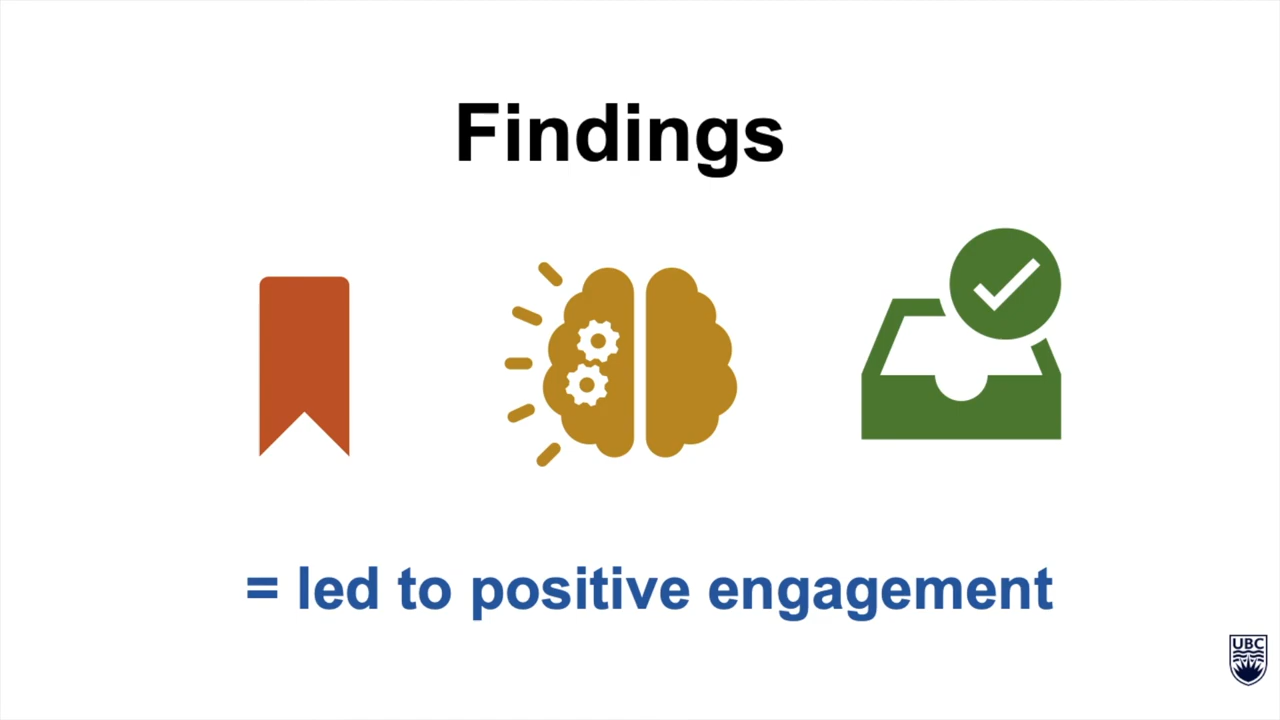 Findings
= led to positive engagement
UBC